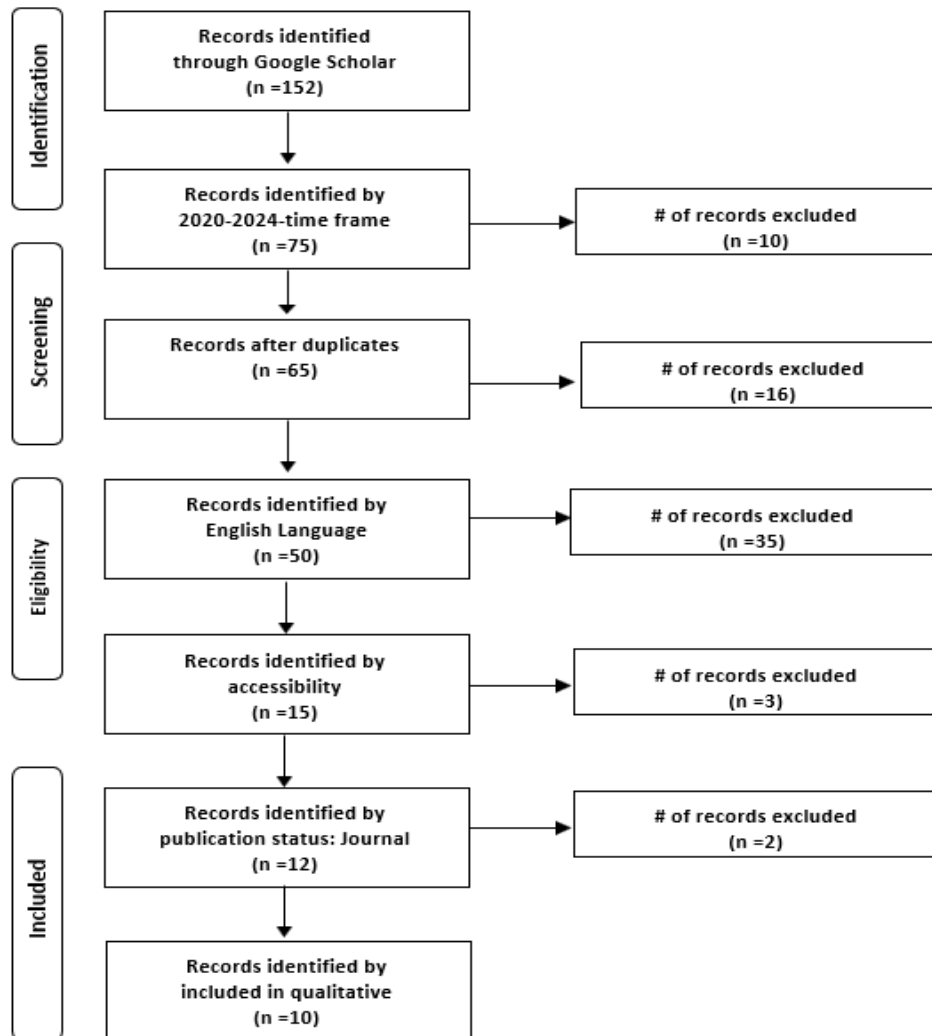 Identification
Records identified
through Google Scholar
(n =152)
Records identified by
2020-2024-time frame
(n =75)
# of records excluded
(n =10)
Screening
Records after duplicates
(n =65)
# of records excluded
(n =16)
Eligibility
Records identified by
English Language
(n =50)
# of records excluded
(n =35)
Records identified by
accessibility
(n =15)
# of records excluded
(n =3)
Included
Records identified by
publication status: Journal
(n =12)
# of records excluded
(n =2)
Records identified by
included in qualitative
(n =10)